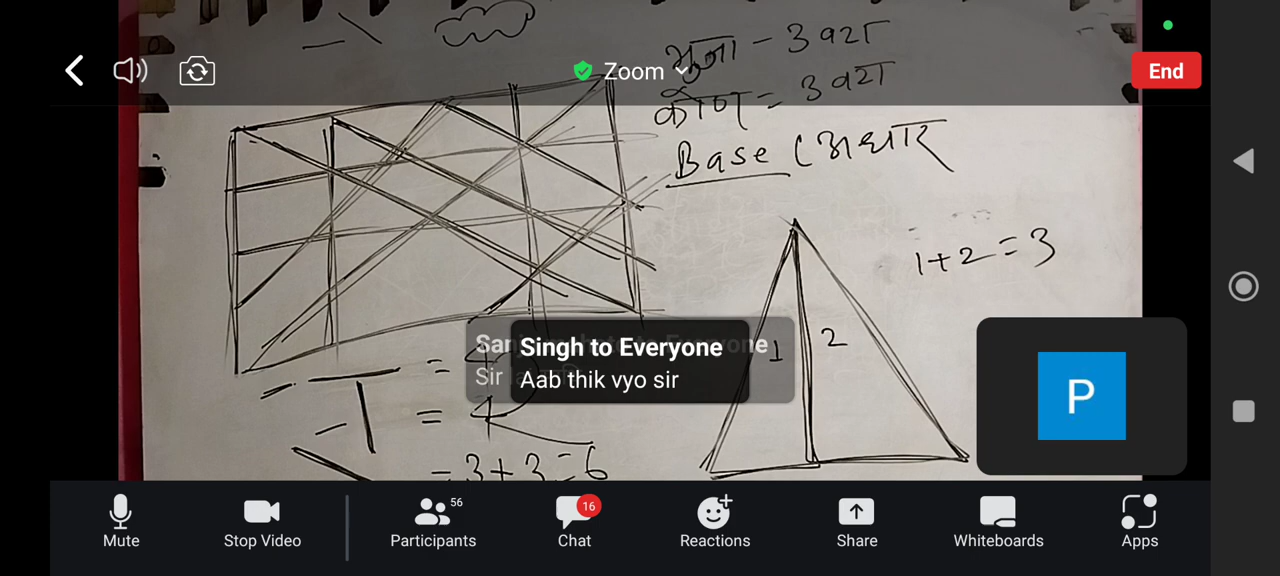 Zoom
End
भुजा - 3 वटा
कोण = 3 वटा
Base (आधार
1+2=3
1
2
Singh to Everyone
Aab thik vyo sir
Sir
= 3+3=6
P
56
16
Mute
Stop Video
Participants
Chat
Reactions
Share
Whiteboards
Apps